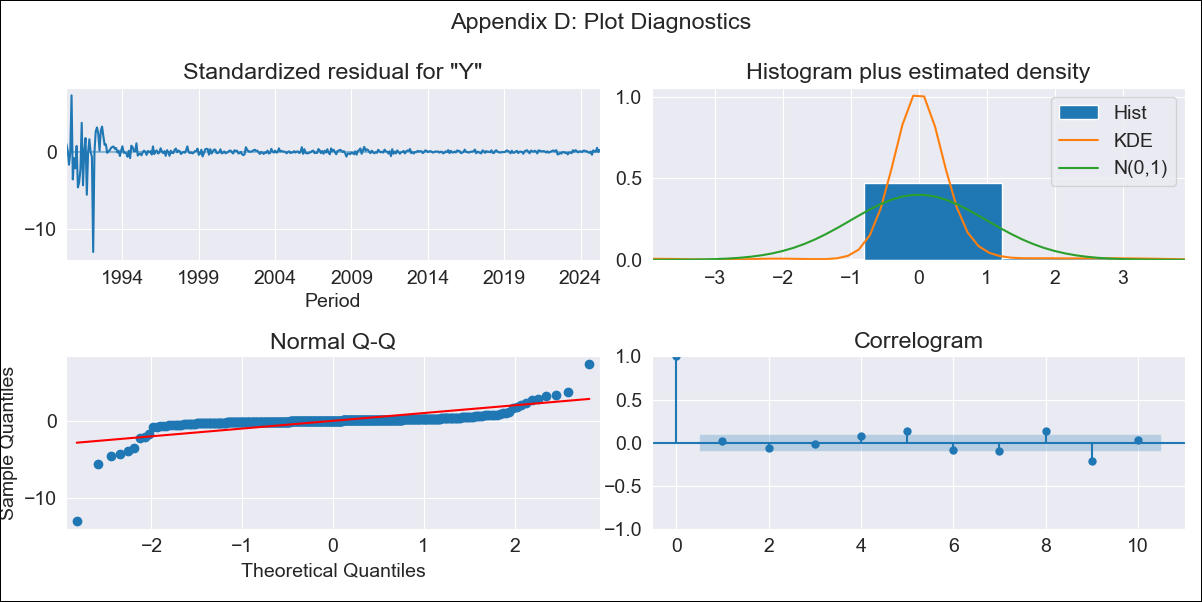 Appendix D: Plot Diagnostics
Standardized residual for "Y"
0
−10
1994 1999 2004 2009 2014 2019 2024
Period
Histogram plus estimated density
1.0
0.5
0.0
−3 −2 −1 0 1 2 3
Hist
KDE
N(0,1)
Normal Q-Q
Sample Quantiles
0
−10
−2 −1 0 1 2
Theoretical Quantiles
Correlogram
1.0
0.5
0.0
−0.5
−1.0
0 2 4 6 8 10